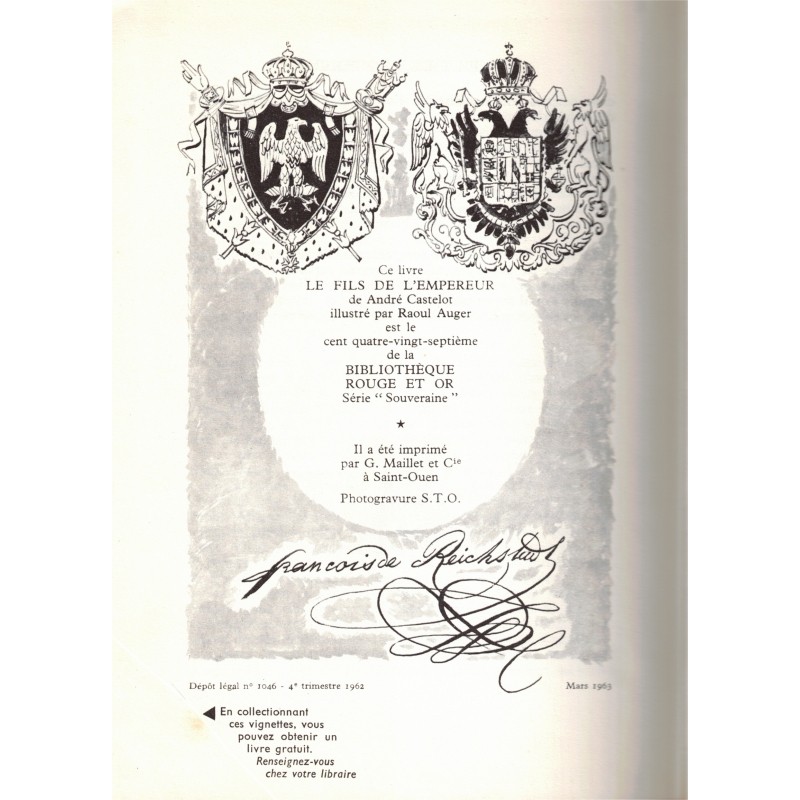 Ce livre
LE FILS DE L'EMPEREUR
de André Castelot
illustré par Raoul Auger
est le
cent quatre-vingt-septième
de la
BIBLIOTHÈQUE
ROUGE ET OR
Série “ Souveraine ”
★
Il a été imprimé
par G. Maillet et Cie
à Saint-Ouen
Photogravure S.T.O.
françois de Reichstadt
Dépôt légal n° 1046 - 4e trimestre 1962
Mars 1963
◀ En collectionnant
ces vignettes, vous
pouvez obtenir un
livre gratuit.
Renseignez-vous
chez votre libraire